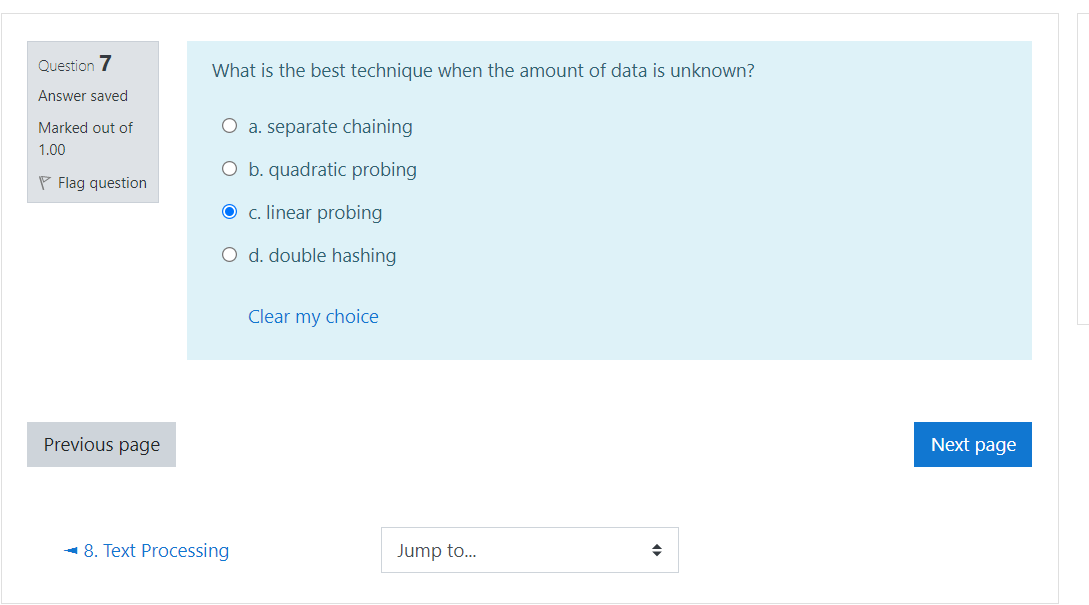 Question 7
Answer saved
Marked out of
1.00
Flag question
What is the best technique when the amount of data is unknown?
a. separate chaining
b. quadratic probing
c. linear probing
d. double hashing
Clear my choice
Previous page
Next page
◄ 8. Text Processing
Jump to...